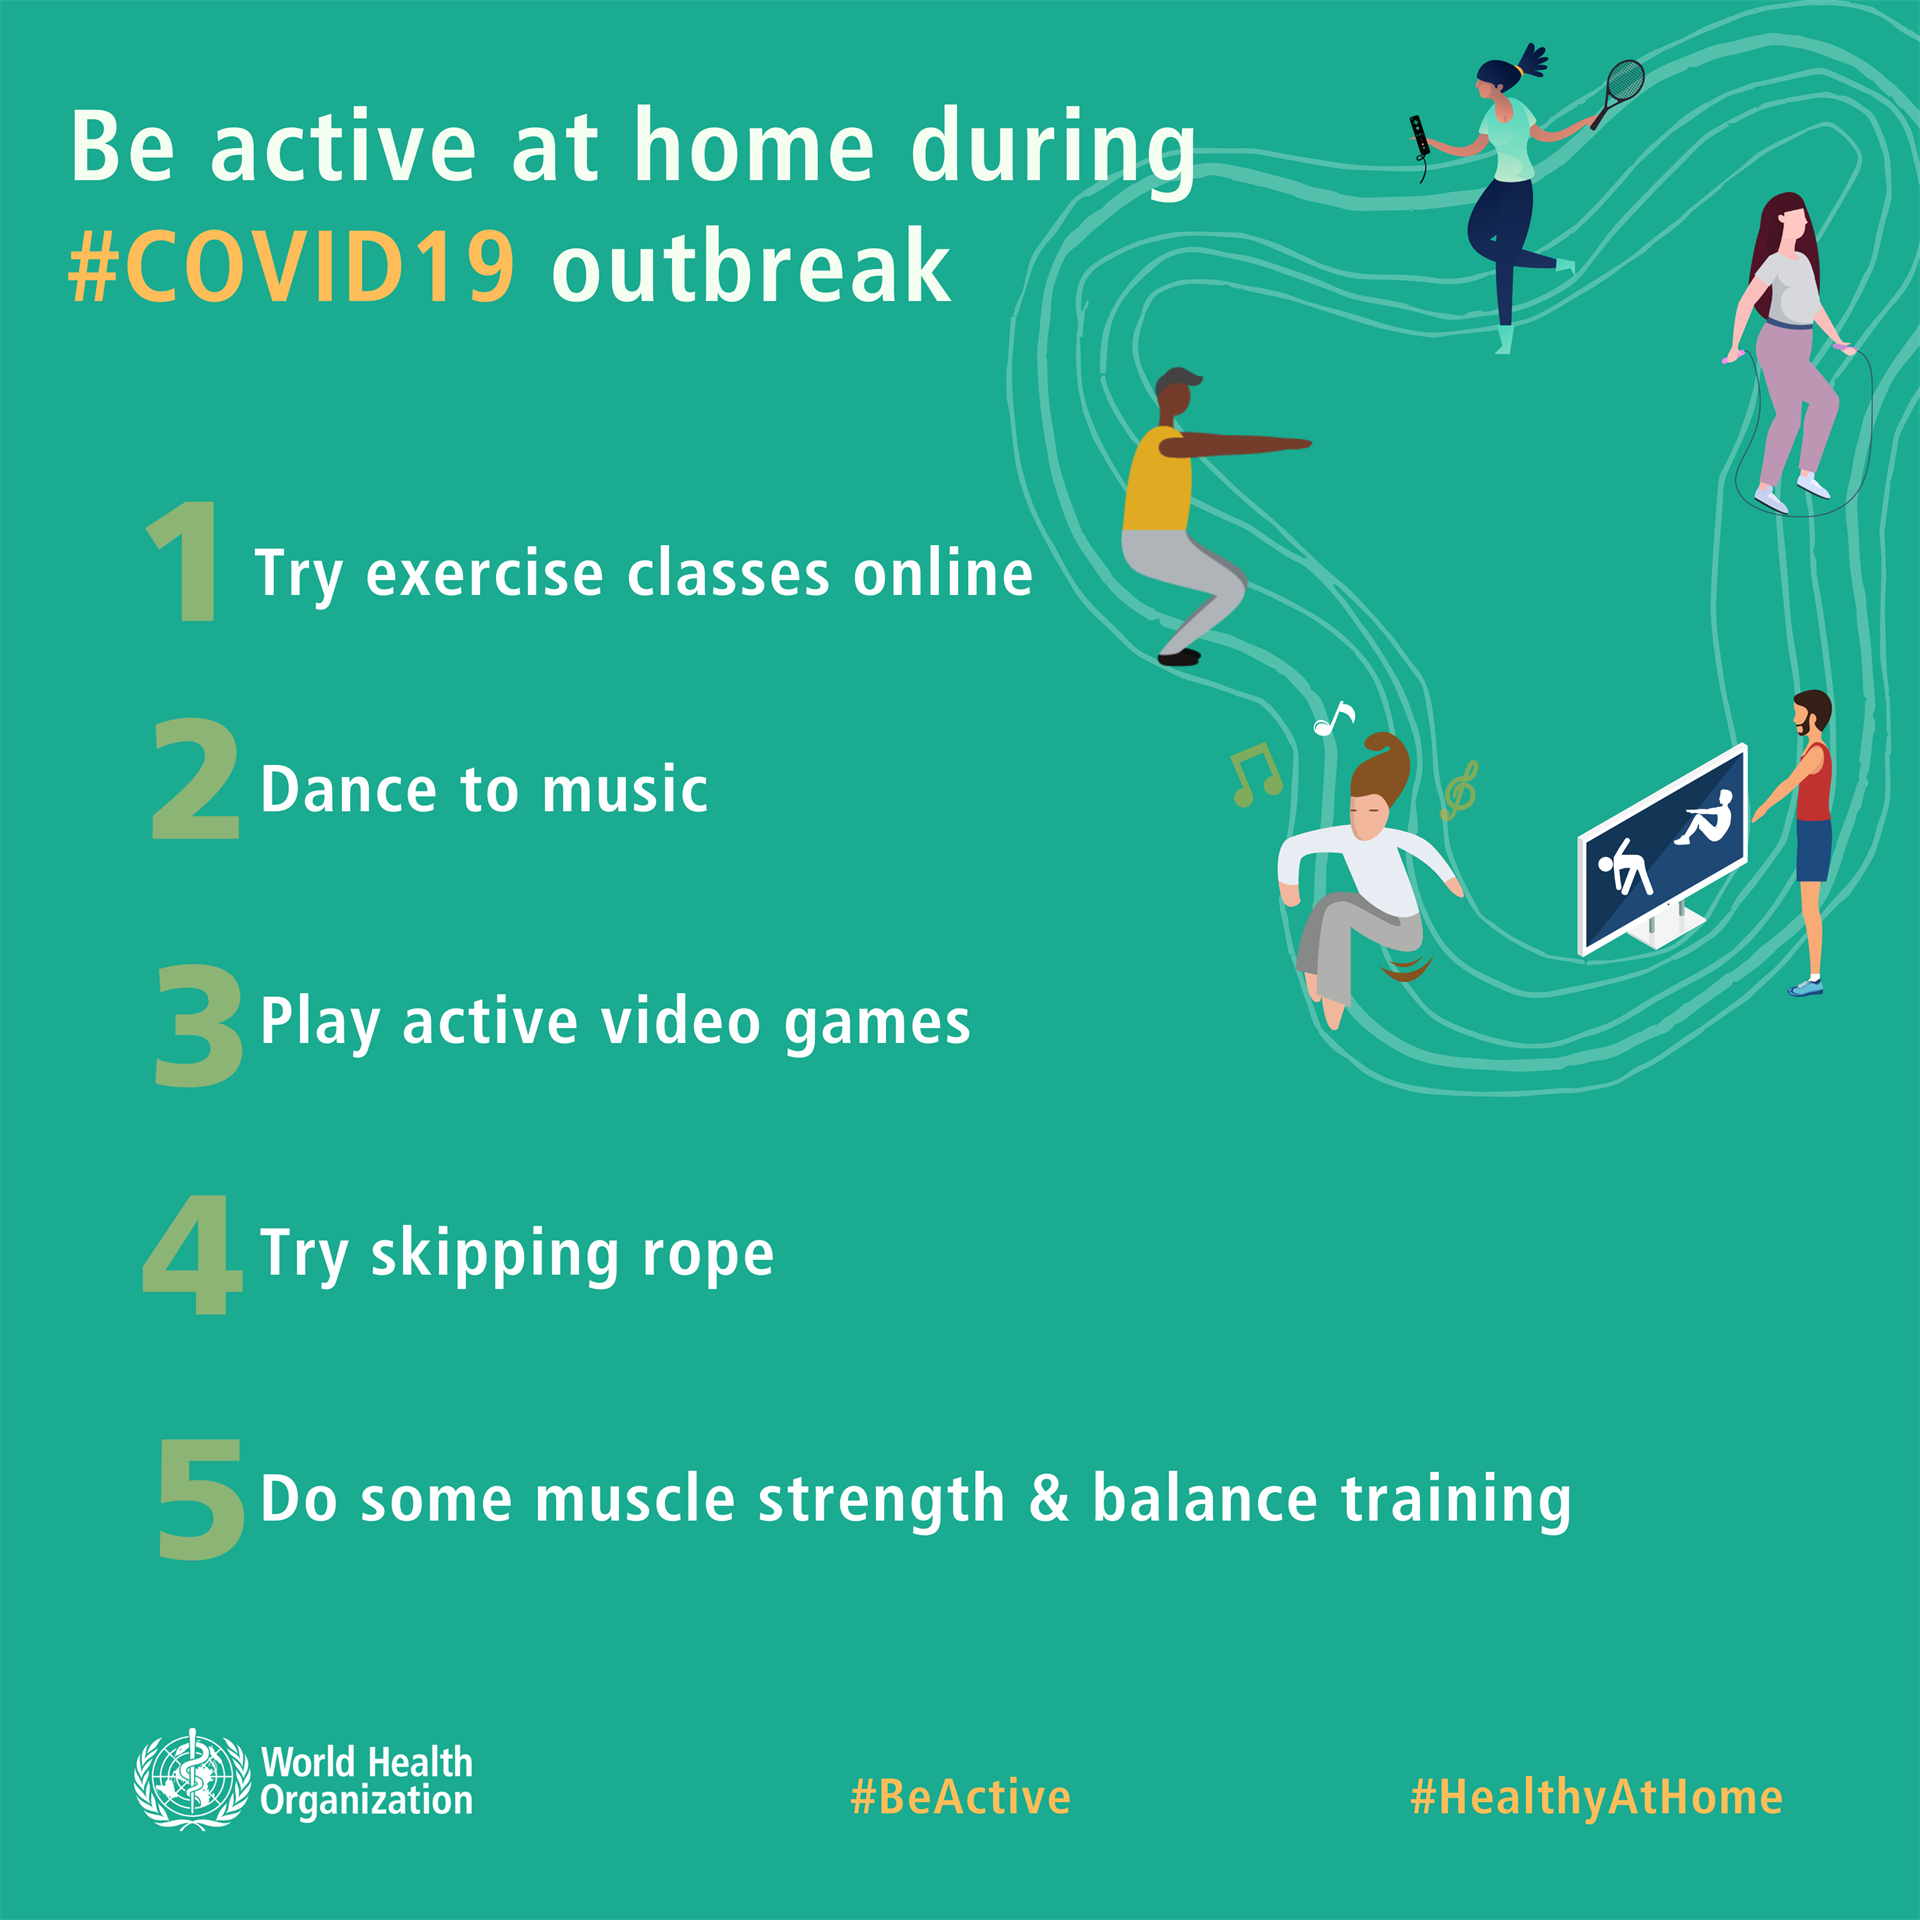 Be active at home during
#COVID19 outbreak
1 Try exercise classes online
2 Dance to music
3 Play active video games
4 Try skipping rope
5 Do some muscle strength & balance training
World Health
Organization
#BeActive
#HealthyAtHome